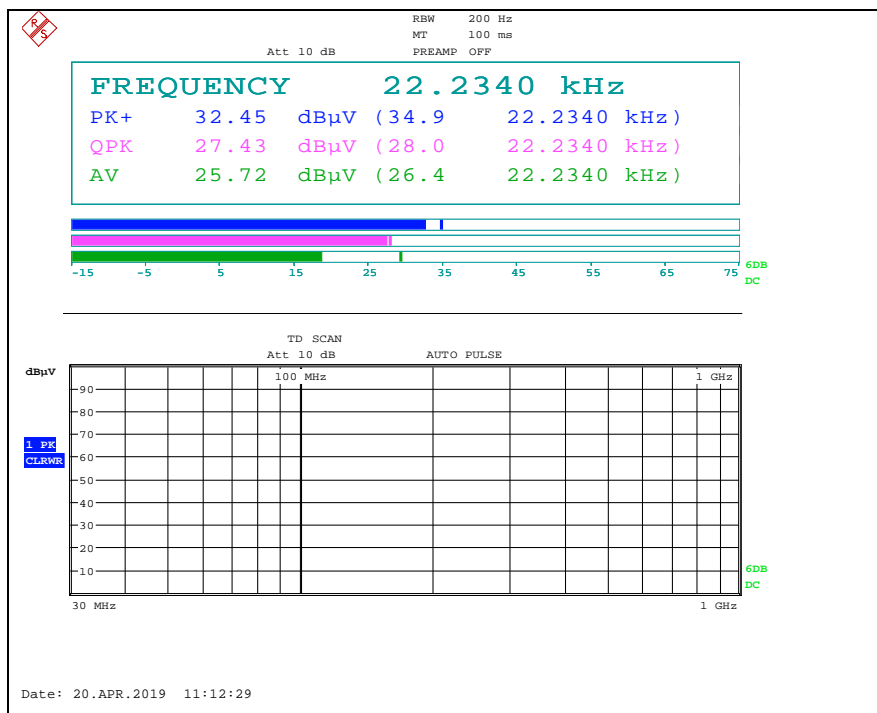 R S
RBW 200 Hz
MT 100 ms
Att 10 dB PREAMP OFF
FREQUENCY 22.2340 kHz
PK+ 32.45 dBµV (34.9 22.2340 kHz)
QPK 27.43 dBµV (28.0 22.2340 kHz)
AV 25.72 dBµV (26.4 22.2340 kHz)
-15 -5 5 15 25 35 45 55 65 75
6DB
DC
TD SCAN
Att 10 dB AUTO PULSE
dBµV
100 MHz 1 GHz
90
80
70
1 PK
CLRWR
60
50
40
30
20
10
6DB
DC
30 MHz 1 GHz
Date: 20.APR.2019 11:12:29